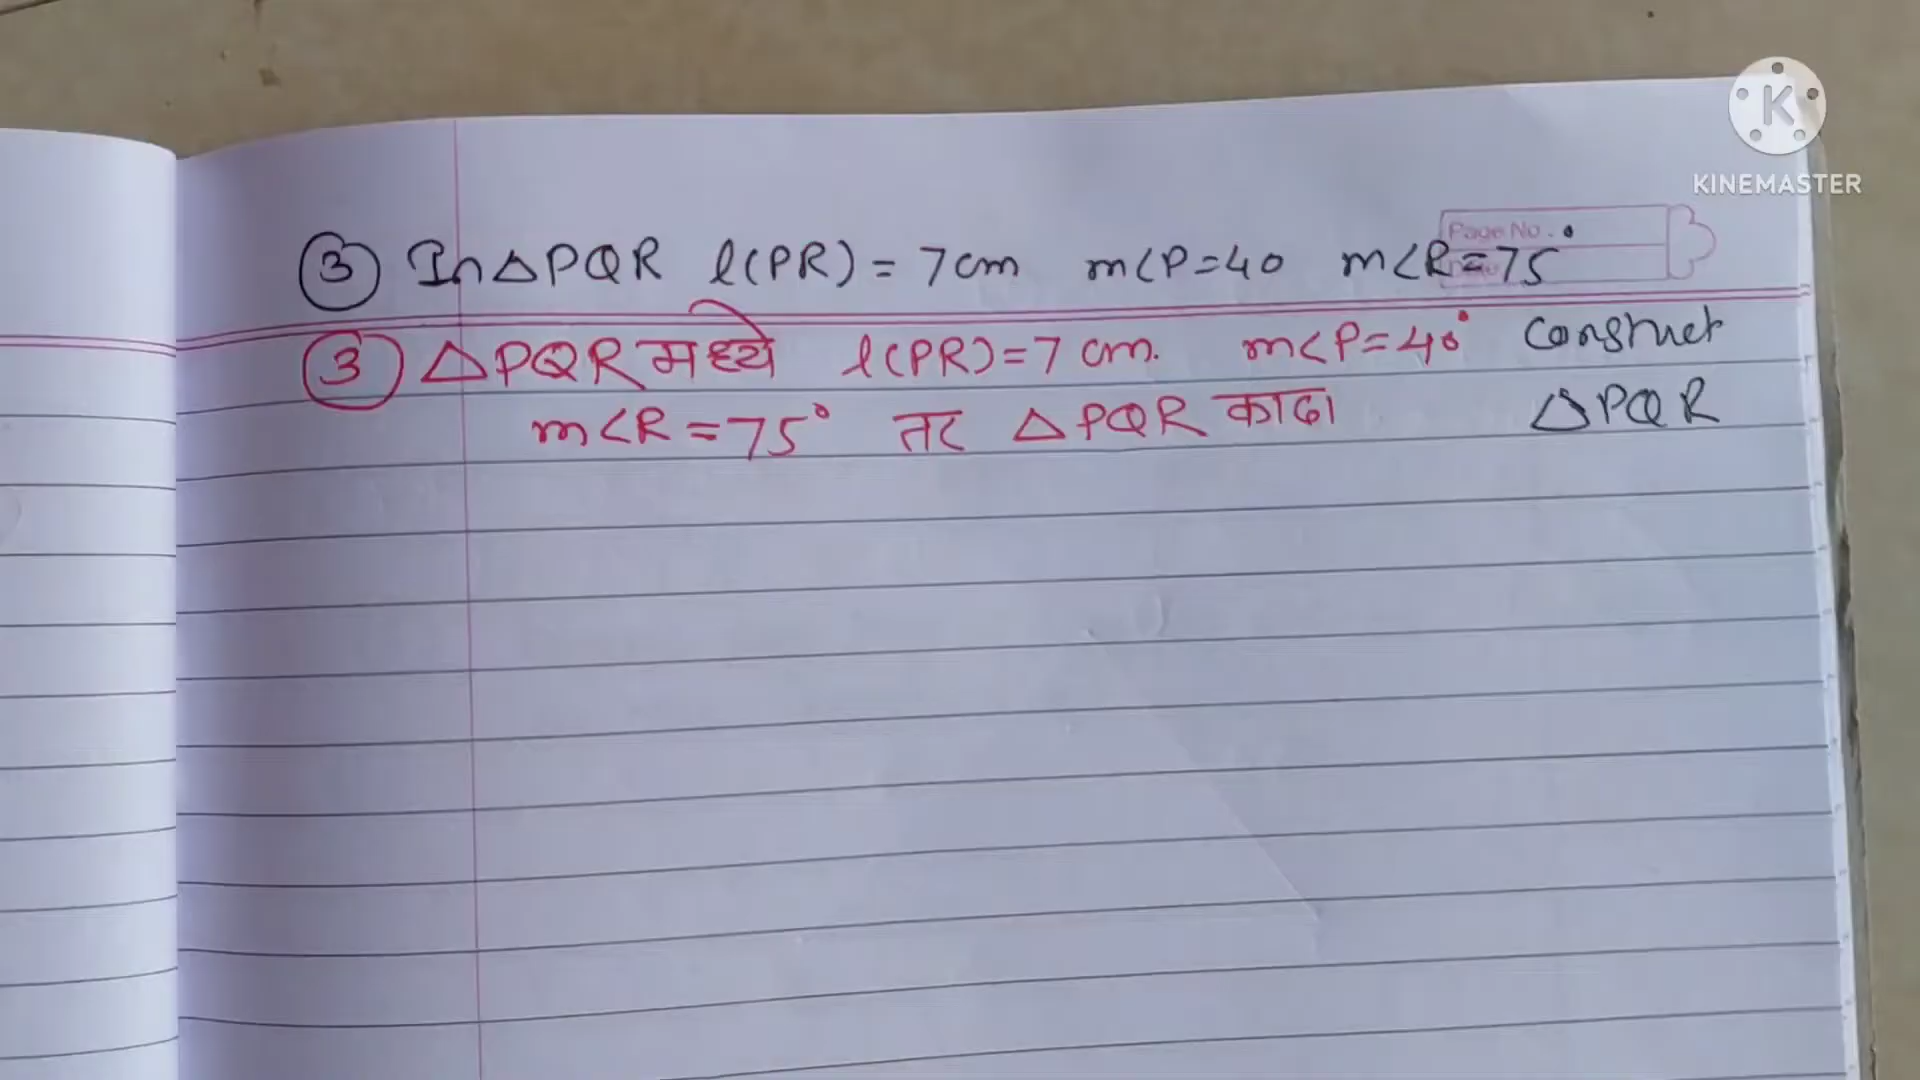 KINEMASTER
Page No.
③ In △PQR l(PR) = 7cm m∠P=40 m∠R=75°
③ △PQR मध्ये l(PR)=7 cm. m∠P=40° Construct
m∠R=75° तर △PQR काढा △PQR